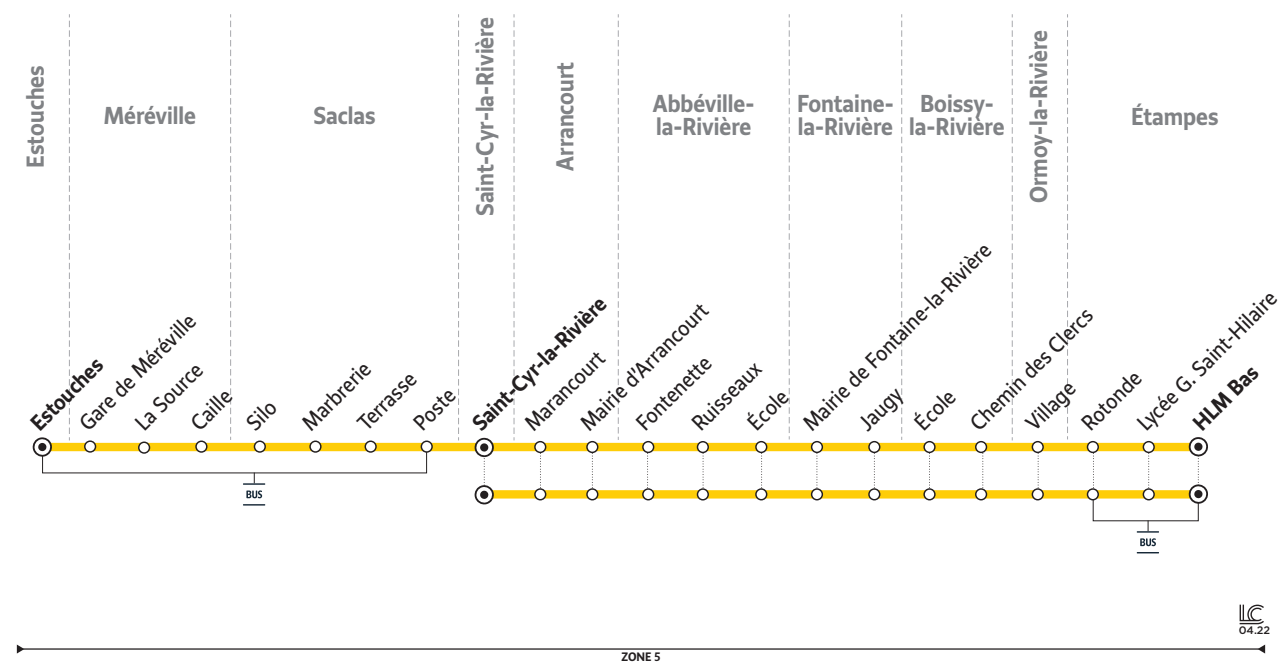 Estouches
Méréville
Saclas
Saint-Cyr-la-Rivière
Arrancourt
Abbéville-
la-Rivière
Fontaine-
la-Rivière
Boissy-
la-Rivière
Ormoy-la-Rivière
Étampes
Estouches
Gare de Méréville
La Source
Caille
Silo
Marbrerie
Terrasse
Poste
Saint-Cyr-la-Rivière
Marancourt
Mairie d'Arrancourt
Fontenette
Ruisseaux
École
Mairie de Fontaine-la-Rivière
Jaugy
École
Chemin des Clercs
Village
Rotonde
Lycée G. Saint-Hilaire
HLM Bas
BUS
BUS
LC
04.22
ZONE 5